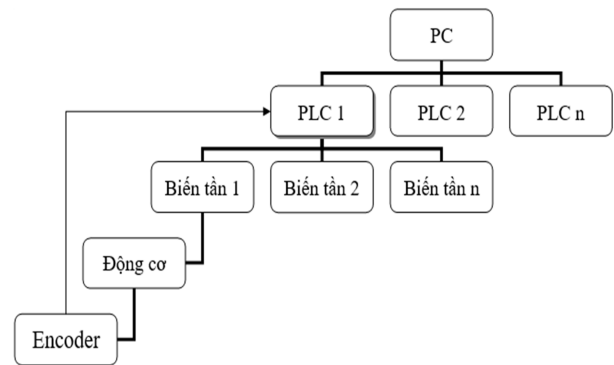 PC
PLC 1
PLC 2
PLC n
Biến tần 1
Biến tần 2
Biến tần n
Động cơ
Encoder